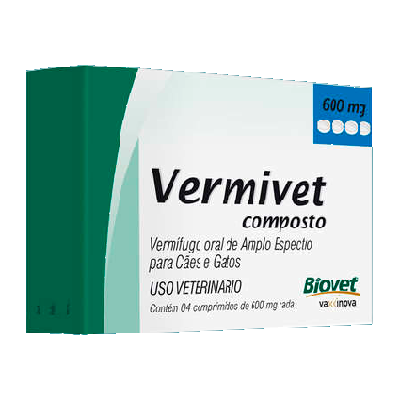 600 mg
Vermivet
composto
Vermífugo oral de Amplo Espectro
para Cães e Gatos
USO VETERINÁRIO
Contém 04 comprimidos de 600 mg cada
Biovet
vaxxinova